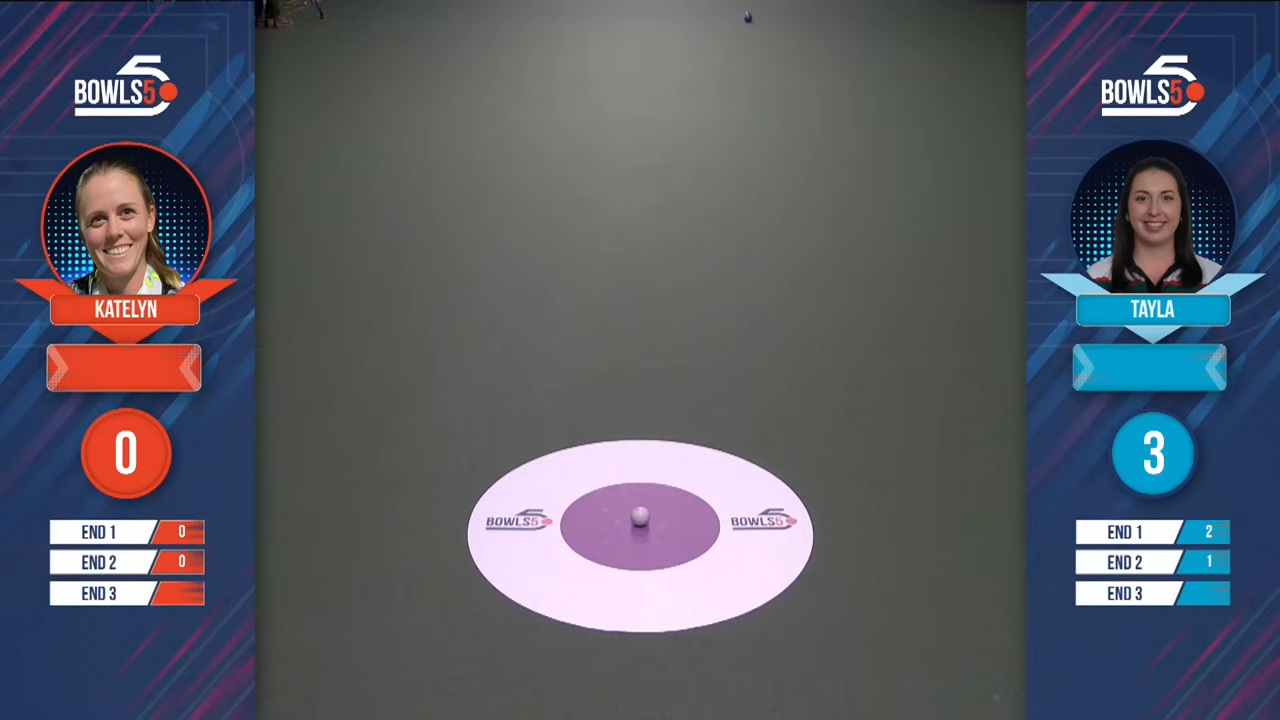 BOWLS5
KATELYN
0
END 1 0
END 2 0
END 3
BOWLS5 BOWLS5
BOWLS5
TAYLA
3
END 1 2
END 2 1
END 3